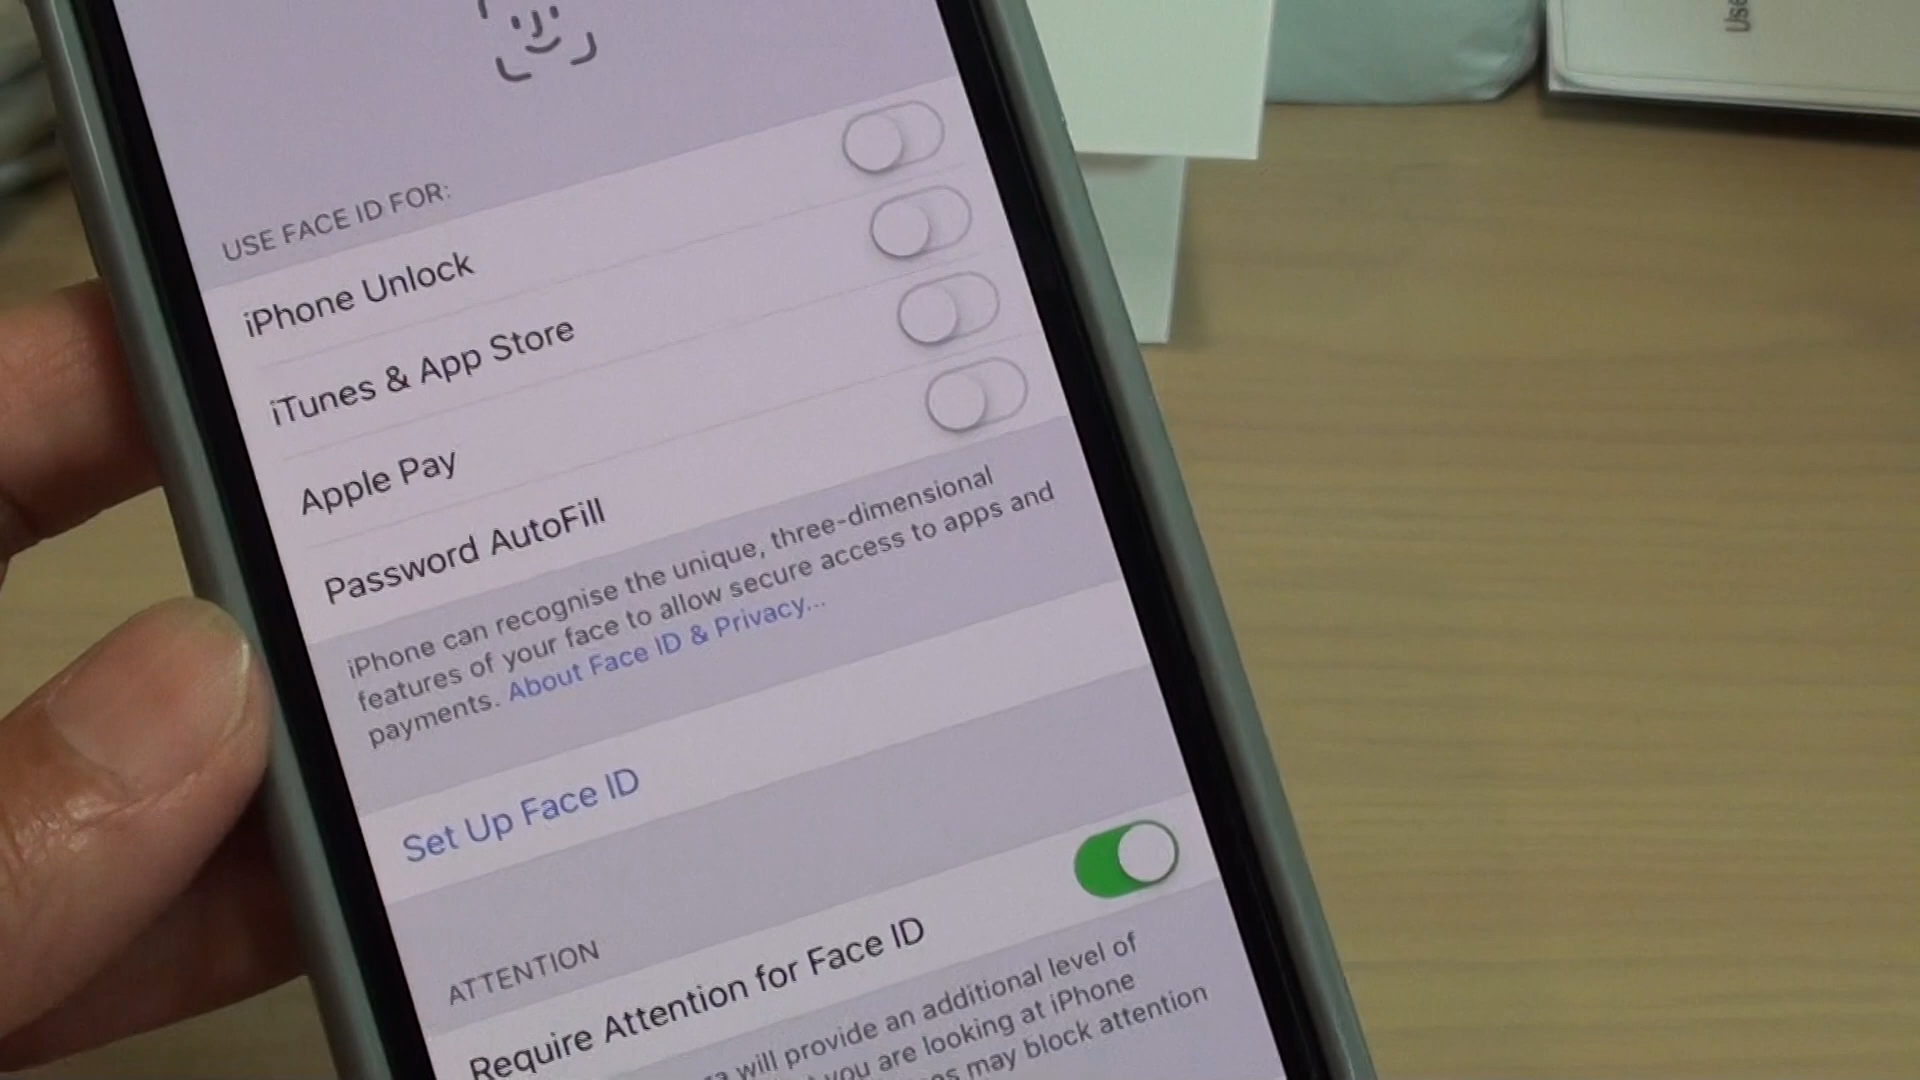 Use
USE FACE ID FOR:
iPhone Unlock
iTunes & App Store
Apple Pay
Password AutoFill
iPhone can recognise the unique, three-dimensional
features of your face to allow secure access to apps and
payments. About Face ID & Privacy...
Set Up Face ID
ATTENTION
Require Attention for Face ID
will provide an additional level of
you are looking at iPhone
may block attention